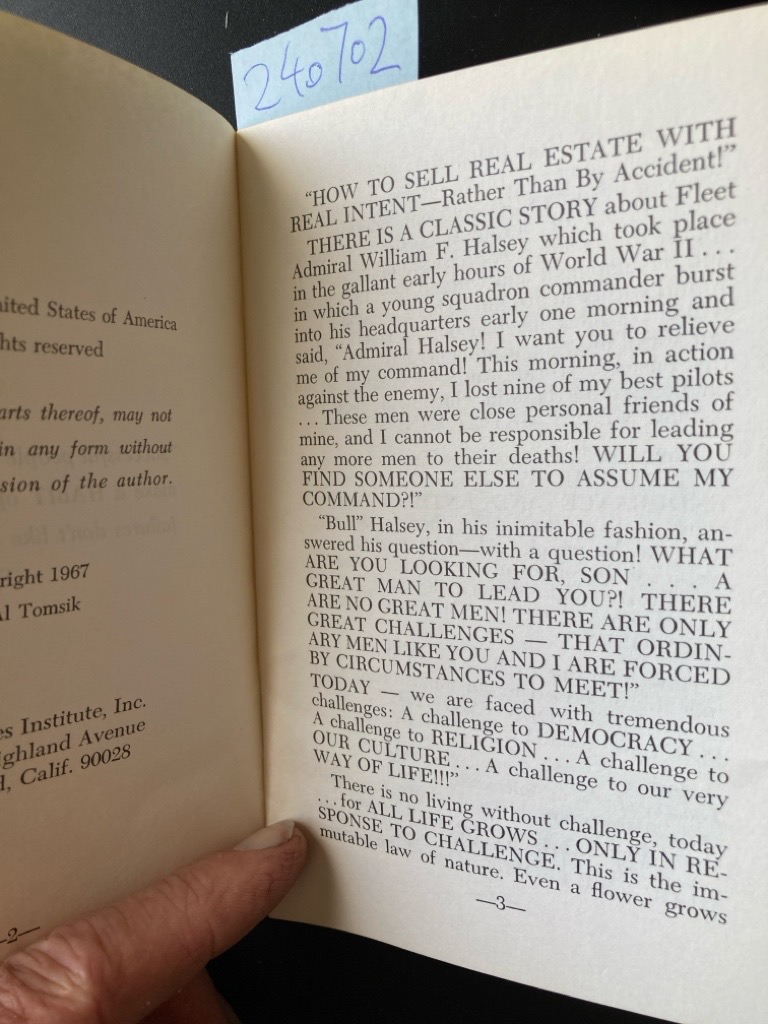 240702
nited States of America
hts reserved
arts thereof, may not
in any form without
sion of the author.
right 1967
Al Tomsik
es Institute, Inc.
ighland Avenue
d, Calif. 90028
—2—
"HOW TO SELL REAL ESTATE WITH
REAL INTENT—Rather Than By Accident!"
THERE IS A CLASSIC STORY about Fleet
Admiral William F. Halsey which took place
in the gallant early hours of World War II . . .
in which a young squadron commander burst
into his headquarters early one morning and
said, "Admiral Halsey! I want you to relieve
me of my command! This morning, in action
against the enemy, I lost nine of my best pilots
. . . These men were close personal friends of
mine, and I cannot be responsible for leading
any more men to their deaths! WILL YOU
FIND SOMEONE ELSE TO ASSUME MY
COMMAND?!"
"Bull" Halsey, in his inimitable fashion, an-
swered his question—with a question! WHAT
ARE YOU LOOKING FOR, SON . . . A
GREAT MAN TO LEAD YOU?! THERE
ARE NO GREAT MEN! THERE ARE ONLY
GREAT CHALLENGES — THAT ORDIN-
ARY MEN LIKE YOU AND I ARE FORCED
BY CIRCUMSTANCES TO MEET!"
TODAY — we are faced with tremendous
challenges: A challenge to DEMOCRACY . . .
A challenge to RELIGION . . . A challenge to
OUR CULTURE . . . A challenge to our very
WAY OF LIFE!!!"
There is no living without challenge, today
. . . for ALL LIFE GROWS . . . ONLY IN RE-
SPONSE TO CHALLENGE. This is the im-
mutable law of nature. Even a flower grows
—3—